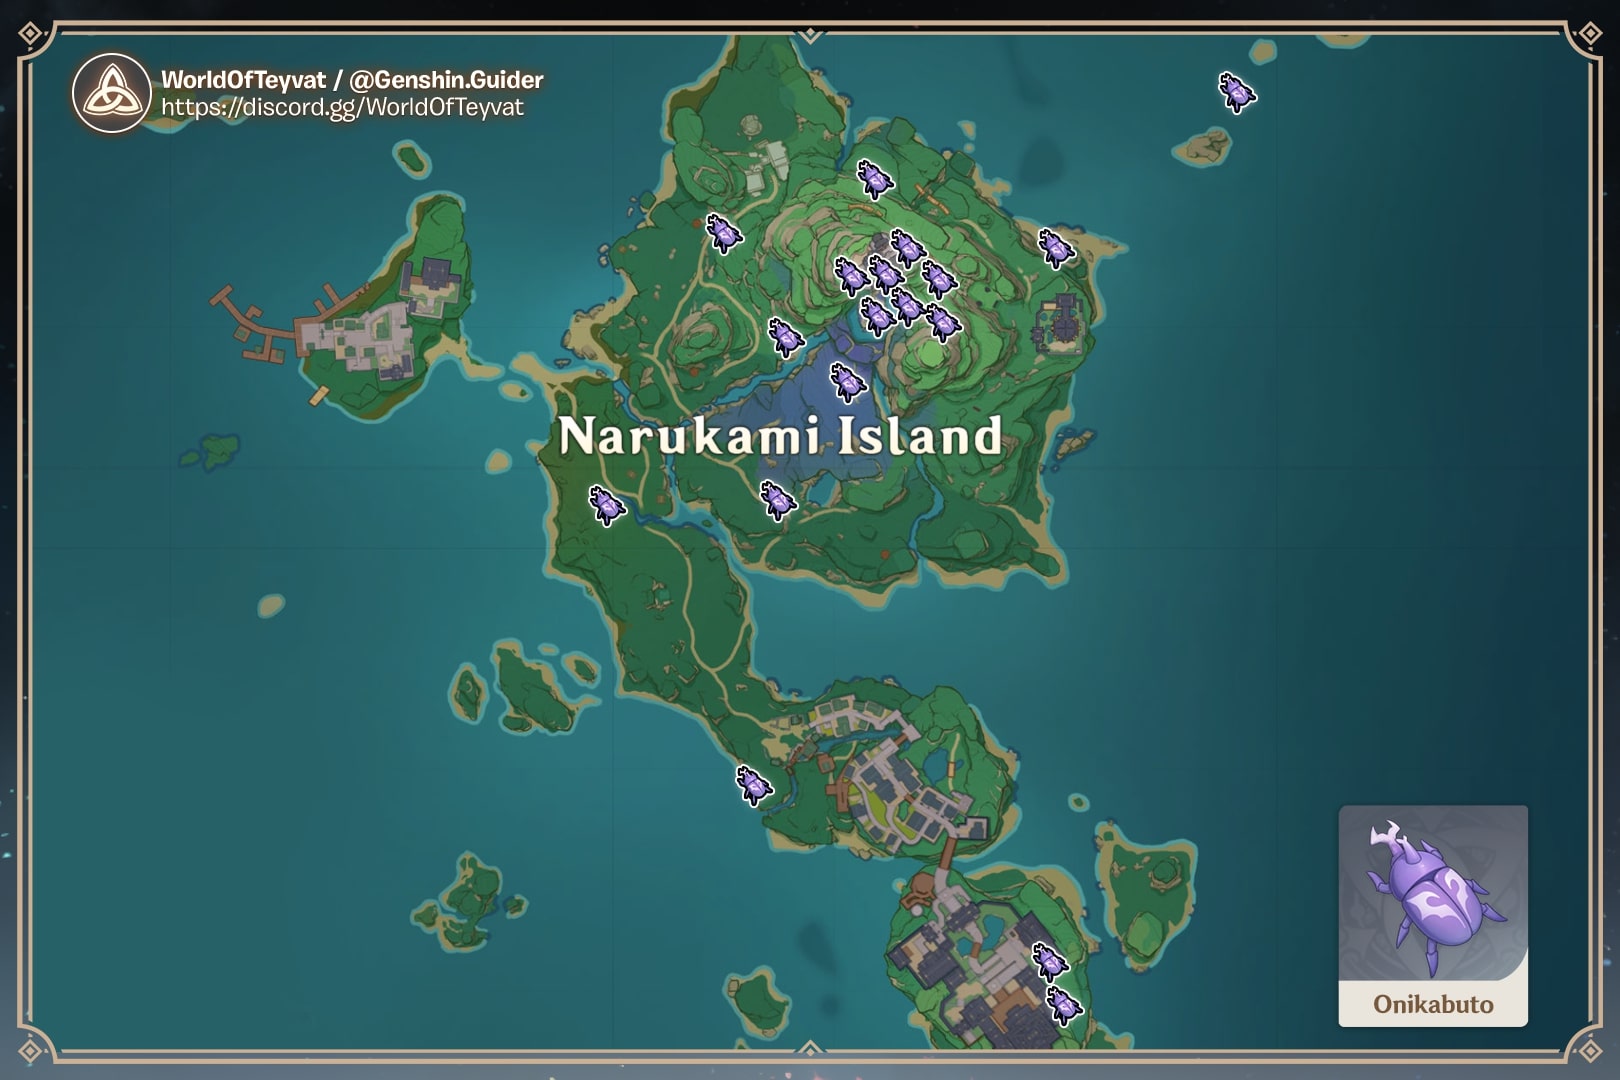 WorldOfTeyvat / @Genshin.Guider
https://discord.gg/WorldOfTeyvat
Narukami Island
Onikabuto